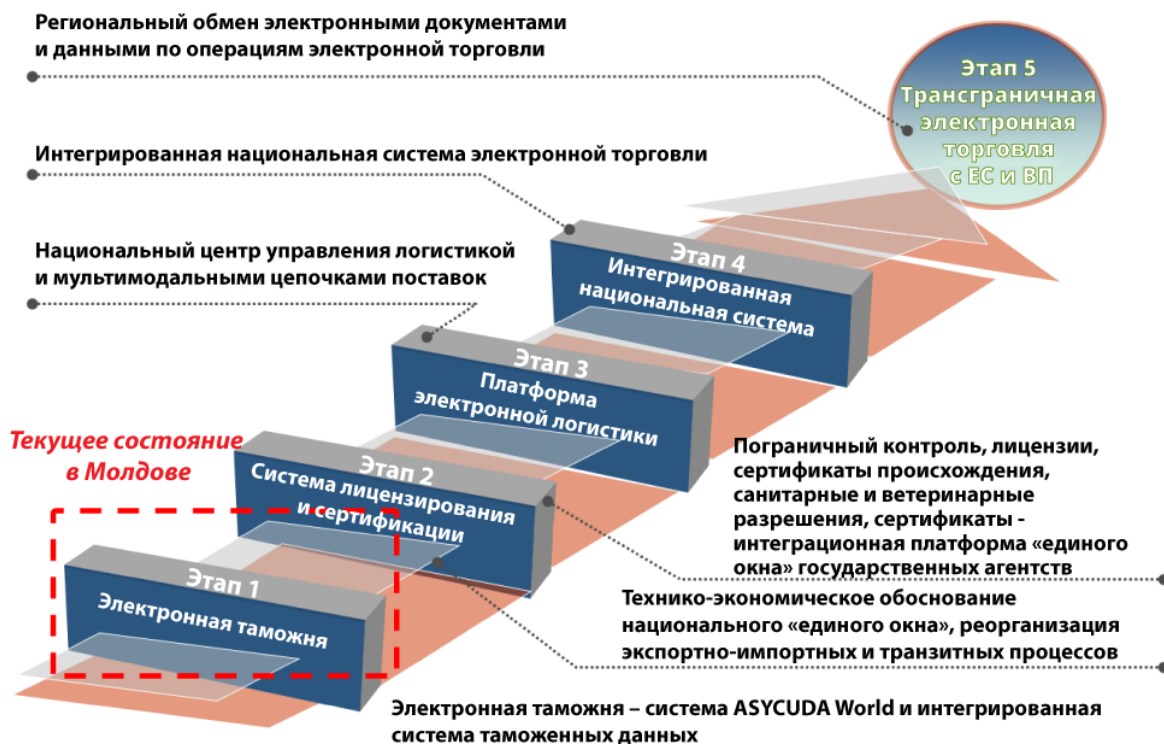 Региональный обмен электронными документами
и данными по операциям электронной торговли
Этап 5
Трансграничная
электронная
торговля
с ЕС и ВП
Интегрированная национальная система электронной торговли
Национальный центр управления логистикой
и мультимодальными цепочками поставок
Этап 4
Интегрированная
национальная система
Этап 3
Платформа
электронной логистики
Текущее состояние
в Молдове
Этап 2
Система лицензирования
и сертификации
Этап 1
Электронная таможня
Пограничный контроль, лицензии,
сертификаты происхождения,
санитарные и ветеринарные
разрешения, сертификаты -
интеграционная платформа «единого
окна» государственных агентств
Технико-экономическое обоснование
национального «единого окна», реорганизация
экспортно-импортных и транзитных процессов
Электронная таможня – система ASYCUDA World и интегрированная
система таможенных данных